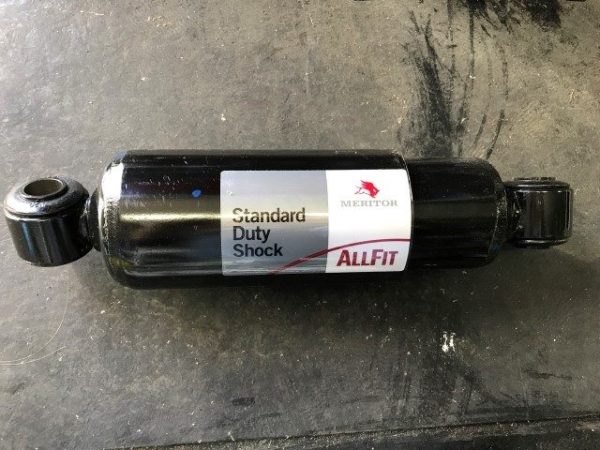 Standard
Duty
Shock
MERITOR
ALLFIT